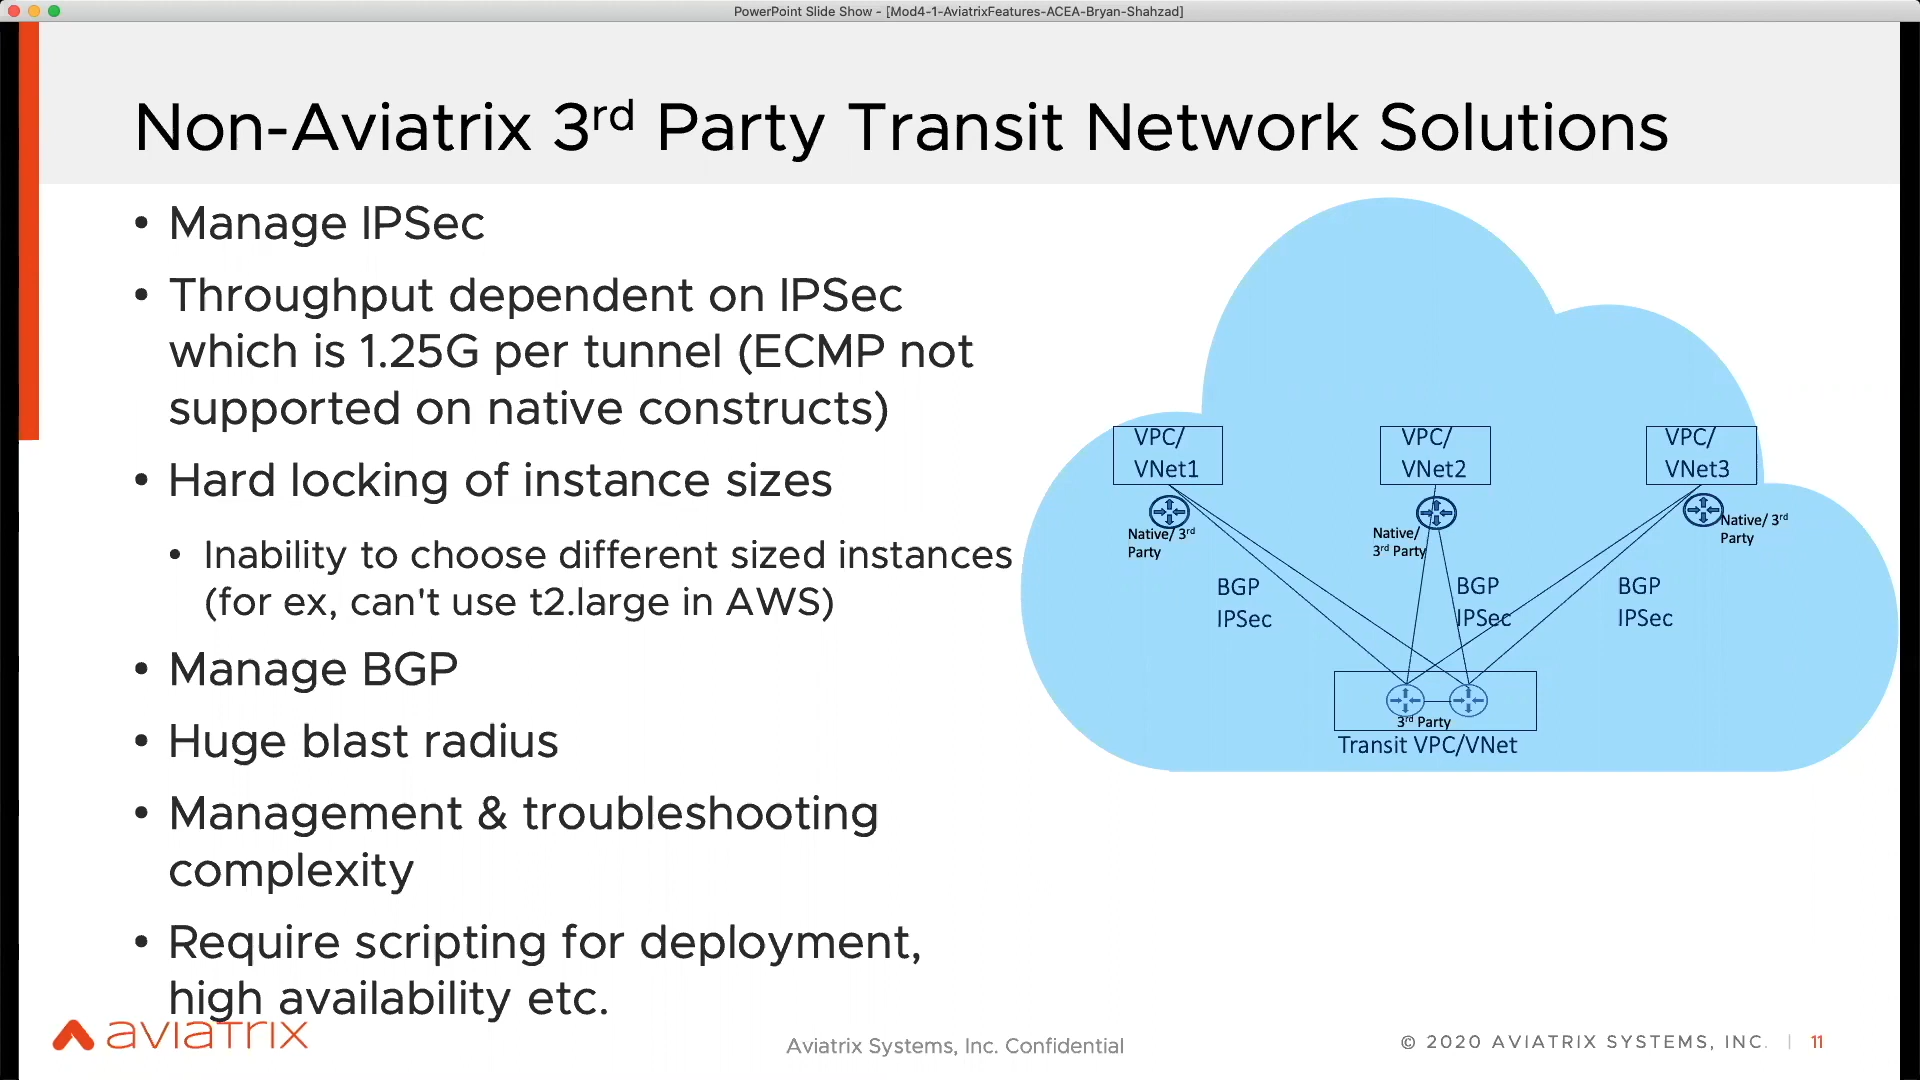 PowerPoint Slide Show - [Mod4-1-AviatrixFeatures-ACEA-Bryan-Shahzad]
Non-Aviatrix 3rd Party Transit Network Solutions
• Manage IPSec
• Throughput dependent on IPSec
which is 1.25G per tunnel (ECMP not
supported on native constructs)
• Hard locking of instance sizes
• Inability to choose different sized instances
(for ex, can't use t2.large in AWS)
• Manage BGP
• Huge blast radius
• Management & troubleshooting
complexity
• Require scripting for deployment,
high availability etc.
VPC/
VNet1
VPC/
VNet2
VPC/
VNet3
Native/ 3rd
Party
Native/
3rd Party
Native/ 3rd
Party
BGP
IPSec
BGP
IPSec
BGP
IPSec
3rd Party
Transit VPC/VNet
aviatrix
Aviatrix Systems, Inc. Confidential
© 2020 AVIATRIX SYSTEMS, INC. | 11